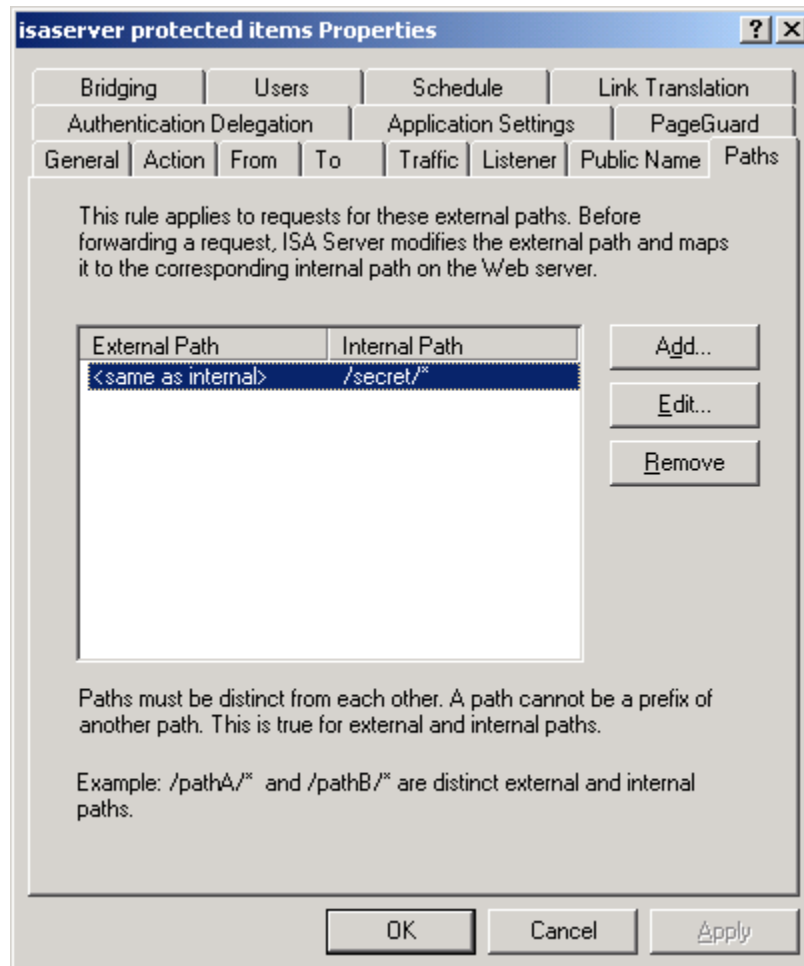 isaserver protected items Properties
Bridging Users Schedule Link Translation
Authentication Delegation Application Settings PageGuard
General Action From To Traffic Listener Public Name Paths
This rule applies to requests for these external paths. Before
forwarding a request, ISA Server modifies the external path and maps
it to the corresponding internal path on the Web server.
External Path Internal Path
<same as internal> /secret/*
Add...
Edit...
Remove
Paths must be distinct from each other. A path cannot be a prefix of
another path. This is true for external and internal paths.
Example: /pathA/* and /pathB/* are distinct external and internal
paths.
OK Cancel Apply